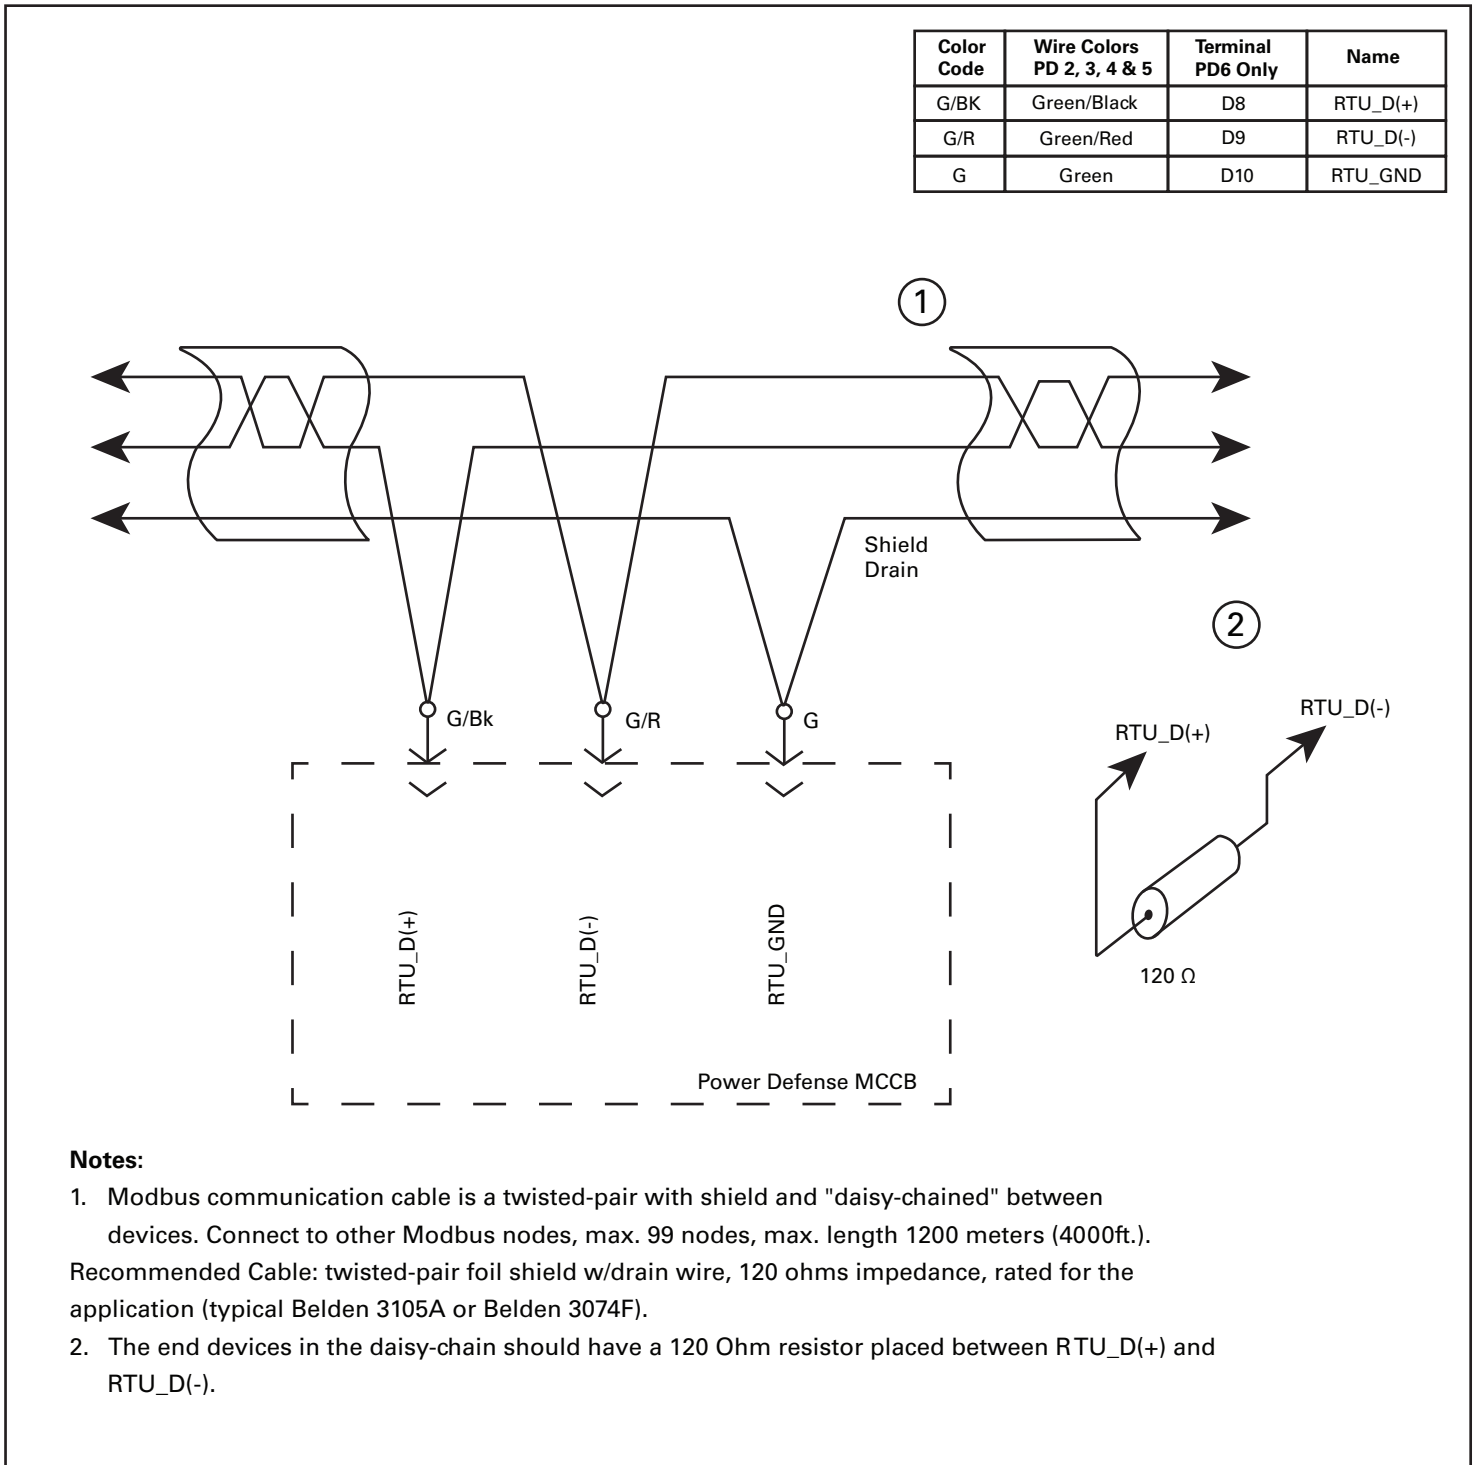 Color Code | Wire Colors PD 2, 3, 4 & 5 | Terminal PD6 Only | Name
G/BK | Green/Black | D8 | RTU_D(+)
G/R | Green/Red | D9 | RTU_D(-)
G | Green | D10 | RTU_GND
1
Shield
Drain
2
RTU_D(-)
RTU_D(+)
G/Bk
G/R
G
RTU_D(+)
RTU_D(-)
RTU_GND
120 Ω
Power Defense MCCB
Notes:
1. Modbus communication cable is a twisted-pair with shield and "daisy-chained" between
devices. Connect to other Modbus nodes, max. 99 nodes, max. length 1200 meters (4000ft.).
Recommended Cable: twisted-pair foil shield w/drain wire, 120 ohms impedance, rated for the
application (typical Belden 3105A or Belden 3074F).
2. The end devices in the daisy-chain should have a 120 Ohm resistor placed between RTU_D(+) and
RTU_D(-).